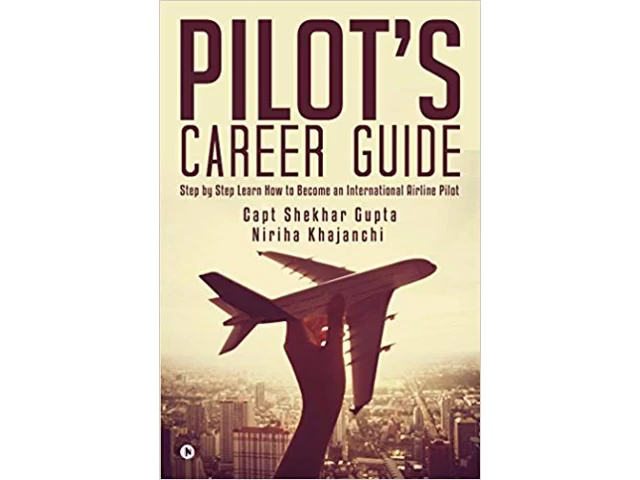 PILOT'S
CAREER GUIDE
Step by Step Learn How to Become an International Airline Pilot
Capt Shekhar Gupta
Niriha Khajanchi
N